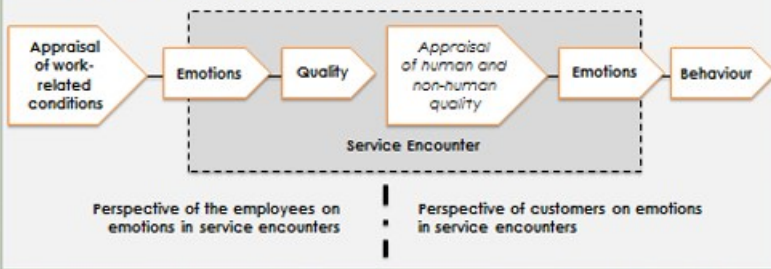 Appraisal
of work-
related
conditions
Emotions
Quality
Appraisal
of human and
non-human
quality
Emotions
Behaviour
Service Encounter
Perspective of the employees on
emotions in service encounters
Perspective of customers on emotions
in service encounters